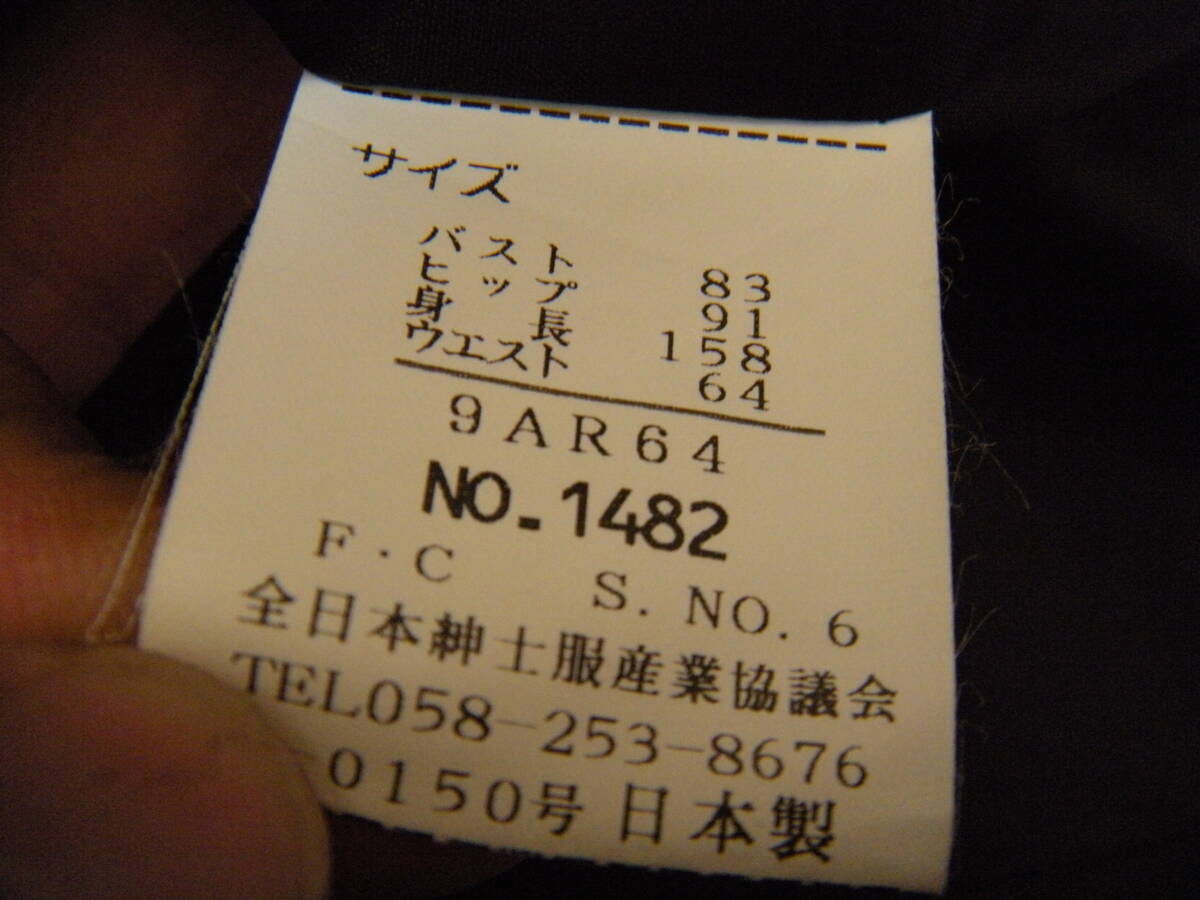 サイズ
バスト 83
ヒップ 91
身長 158
ウエスト 64
9AR64
NO.1482
F・C S.NO.6
全日本紳士服産業協議会
TEL058-253-8676
0150号 日本製